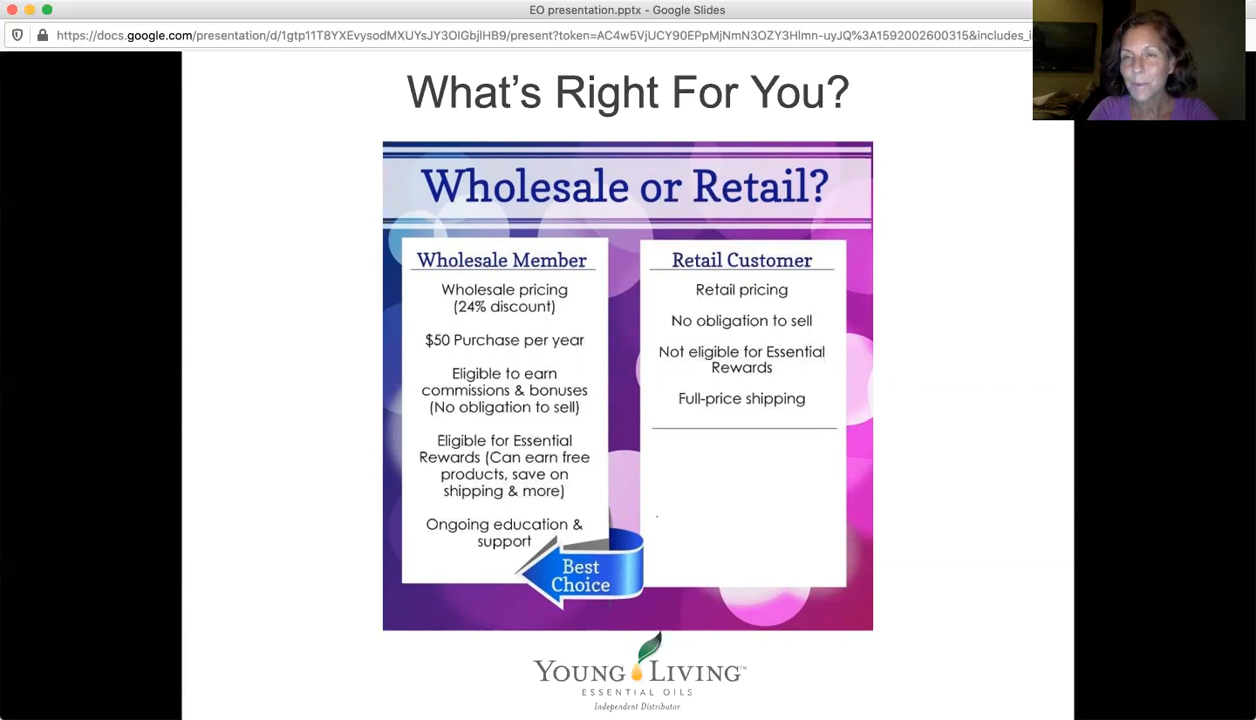 EO presentation.pptx - Google Slides
https://docs.google.com/presentation/d/1gtp11T8YXEvysodMXUYsJY3OlGbjlHB9/present?token=AC4w5VjUCY90EPpMjNmN3OZY3Hlmn-uyJQ%3A1592002600315&includes_i
What's Right For You?
Wholesale or Retail?
Wholesale Member
Wholesale pricing
(24% discount)
$50 Purchase per year
Eligible to earn
commissions & bonuses
(No obligation to sell)
Eligible for Essential
Rewards (Can earn free
products, save on
shipping & more)
Ongoing education &
support
Best
Choice
Retail Customer
Retail pricing
No obligation to sell
Not eligible for Essential
Rewards
Full-price shipping
YOUNG LIVING™
ESSENTIAL OILS
Independent Distributor